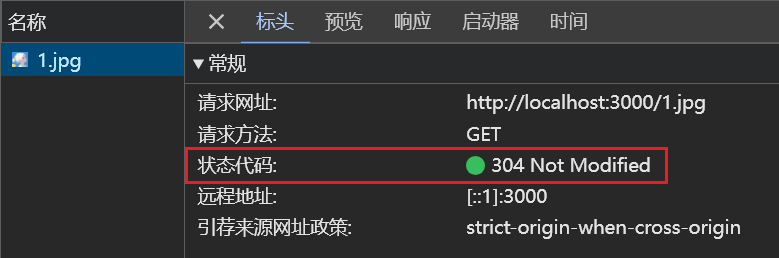 名称
1.jpg
标头 预览 响应 启动器 时间
常规
请求网址: http://localhost:3000/1.jpg
请求方法: GET
状态代码: 304 Not Modified
远程地址: [::1]:3000
引荐来源网址政策: strict-origin-when-cross-origin